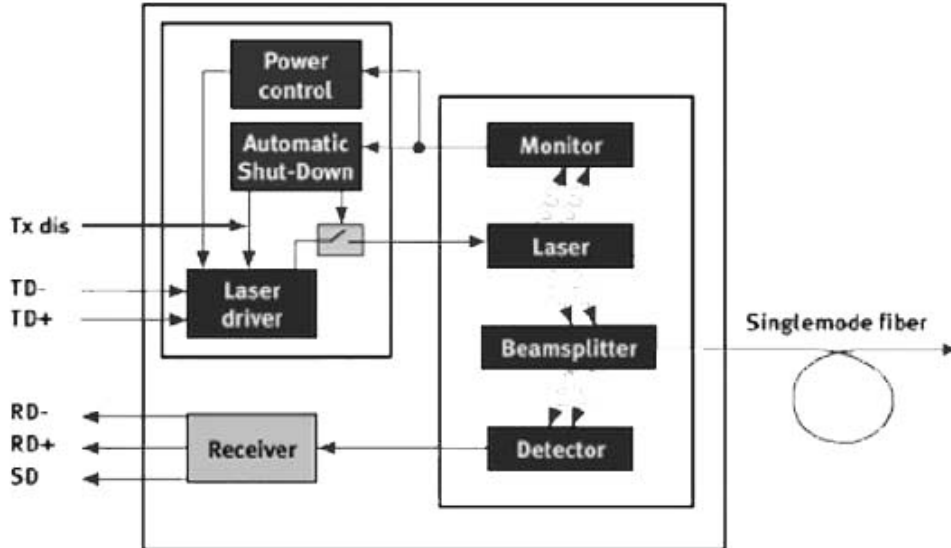 Power
control
Automatic
Shut-Down
Monitor
Tx dis
Laser
TD-
TD+
Laser
driver
Singlemode fiber
Beamsplitter
RD-
RD+
SD
Receiver
Detector